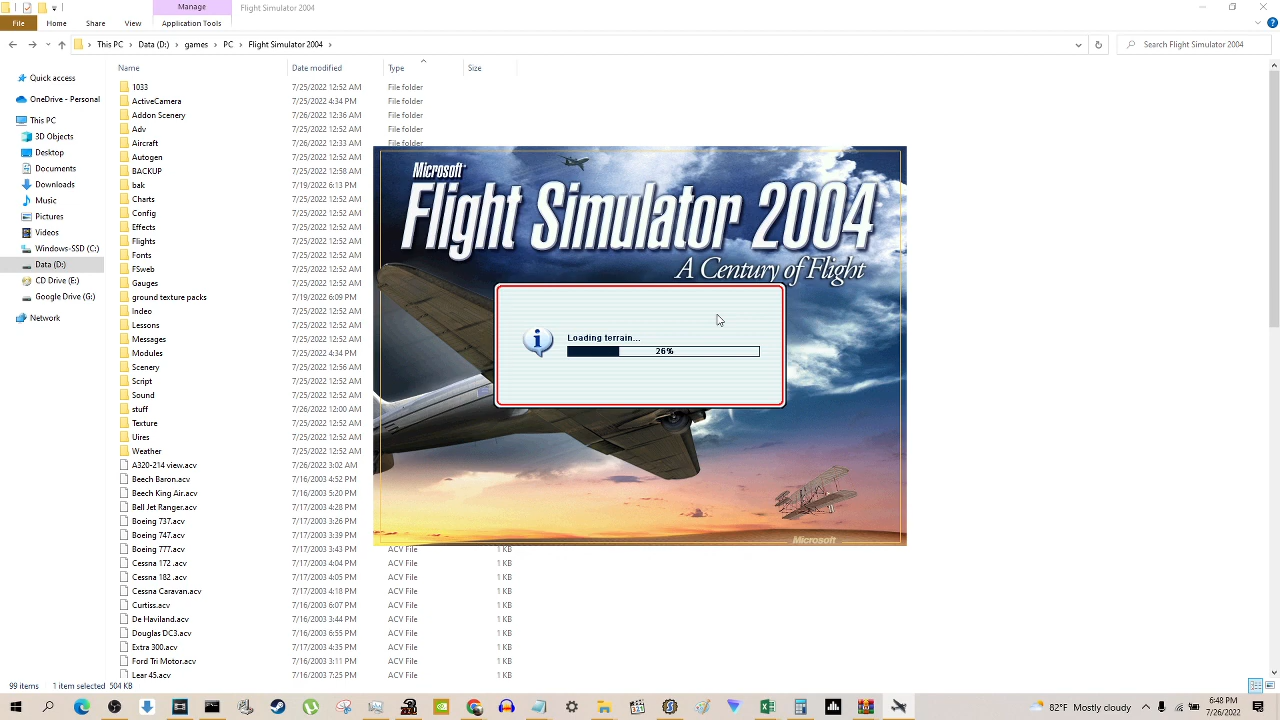 Manage
Flight Simulator 2004
File
Home
Share
View
Application Tools
This PC
Data (D:)
games
PC
Flight Simulator 2004
Search Flight Simulator 2004
Name
Date modified
Type
Size
Quick access
OneDrive - Personal
This PC
3D Objects
Desktop
Documents
Downloads
Music
Pictures
Videos
Windows-SSD (C:)
Data (D:)
CD Drive (E:)
Google Drive (G:)
Network
1033 7/25/2022 12:52 AM File folder
ActiveCamera 7/25/2022 4:34 PM File folder
Addon Scenery 7/26/2022 12:36 AM File folder
Adv 7/25/2022 12:52 AM File folder
Aircraft 7/26/2022 12:33 AM File folder
Autogen 7/25/2022 12:52 AM
BACKUP 7/25/2022 12:58 AM
bak 7/19/2022 6:13 PM
Charts 7/25/2022 12:52 AM
Config 7/25/2022 12:52 AM
Effects 7/25/2022 12:52 AM
Flights 7/25/2022 12:52 AM
Fonts 7/25/2022 12:52 AM
FSweb 7/25/2022 12:52 AM
Gauges 7/25/2022 12:52 AM
ground texture packs 7/19/2022 6:09 PM
Indeo 7/25/2022 12:52 AM
Lessons 7/25/2022 12:52 AM
Messages 7/25/2022 12:52 AM
Modules 7/25/2022 4:34 PM
Scenery 7/25/2022 12:56 AM
Script 7/25/2022 12:52 AM
Sound 7/25/2022 12:52 AM
stuff 7/26/2022 12:00 AM
Texture 7/25/2022 12:52 AM
Uires 7/25/2022 12:52 AM
Weather 7/25/2022 12:52 AM
A320-214 view.acv 7/26/2022 3:02 AM
Beech Baron.acv 7/16/2003 4:52 PM
Beech King Air.acv 7/16/2003 5:20 PM
Bell Jet Ranger.acv 7/17/2003 4:28 PM
Boeing 737.acv 7/17/2003 3:26 PM
Boeing 747.acv 7/17/2003 3:39 PM
Boeing 777.acv 7/17/2003 3:43 PM ACV File 1 KB
Cessna 172 .acv 7/17/2003 4:04 PM ACV File 1 KB
Cessna 182 .acv 7/17/2003 4:05 PM ACV File 1 KB
Cessna Caravan.acv 7/17/2003 4:18 PM ACV File 1 KB
Curtiss.acv 7/16/2003 6:07 PM ACV File 1 KB
De Haviland.acv 7/16/2003 3:44 PM ACV File 1 KB
Douglas DC3.acv 7/16/2003 6:55 PM ACV File 1 KB
Extra 300.acv 7/17/2003 4:35 PM ACV File 1 KB
Ford Tri Motor.acv 7/16/2003 3:11 PM ACV File 1 KB
Lear 45.acv 7/16/2003 7:25 PM ACV File 1 KB
Microsoft
Flight Simulator 2004
A Century of Flight
Loading terrain...
26%
Microsoft
99 items 1 item selected 504 KB
82°F Mostly cloudy
6:48 PM
7/26/2022